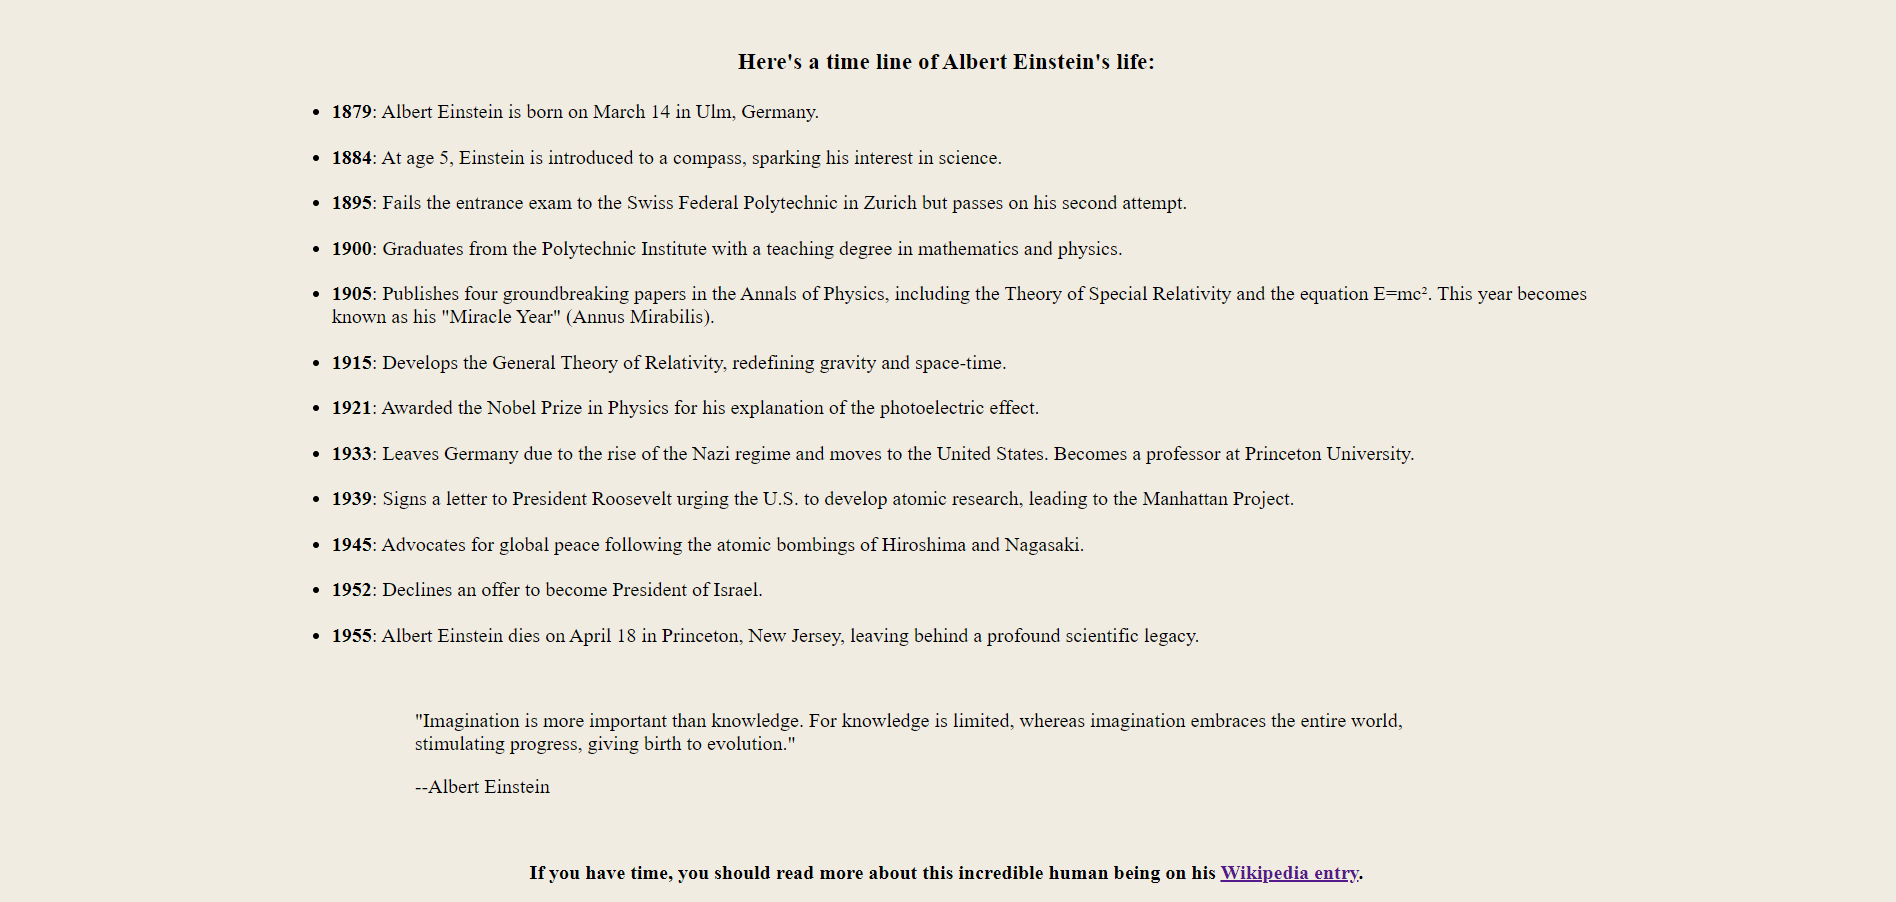 Here's a time line of Albert Einstein's life:
1879: Albert Einstein is born on March 14 in Ulm, Germany.
1884: At age 5, Einstein is introduced to a compass, sparking his interest in science.
1895: Fails the entrance exam to the Swiss Federal Polytechnic in Zurich but passes on his second attempt.
1900: Graduates from the Polytechnic Institute with a teaching degree in mathematics and physics.
1905: Publishes four groundbreaking papers in the Annals of Physics, including the Theory of Special Relativity and the equation E=mc². This year becomes
known as his "Miracle Year" (Annus Mirabilis).
1915: Develops the General Theory of Relativity, redefining gravity and space-time.
1921: Awarded the Nobel Prize in Physics for his explanation of the photoelectric effect.
1933: Leaves Germany due to the rise of the Nazi regime and moves to the United States. Becomes a professor at Princeton University.
1939: Signs a letter to President Roosevelt urging the U.S. to develop atomic research, leading to the Manhattan Project.
1945: Advocates for global peace following the atomic bombings of Hiroshima and Nagasaki.
1952: Declines an offer to become President of Israel.
1955: Albert Einstein dies on April 18 in Princeton, New Jersey, leaving behind a profound scientific legacy.
"Imagination is more important than knowledge. For knowledge is limited, whereas imagination embraces the entire world,
stimulating progress, giving birth to evolution."
--Albert Einstein
If you have time, you should read more about this incredible human being on his Wikipedia entry.